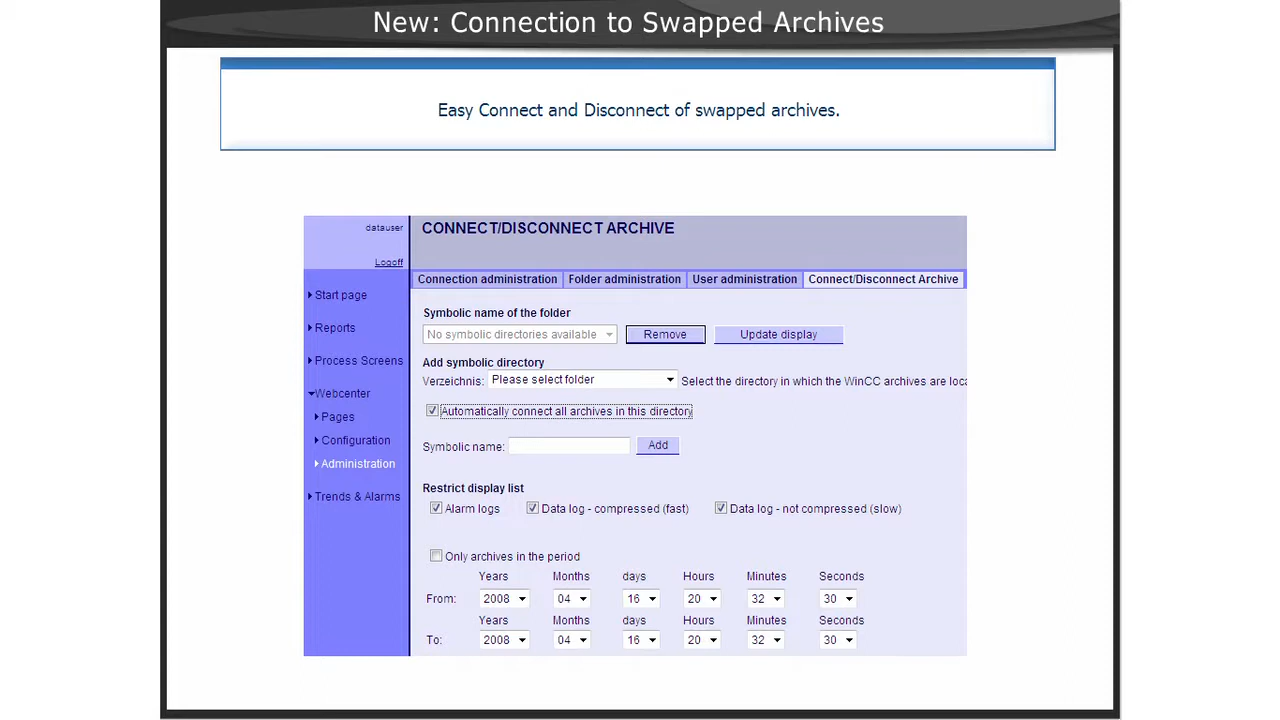 New: Connection to Swapped Archives
Easy Connect and Disconnect of swapped archives.
datauser
Logoff
Start page
Reports
Process Screens
Webcenter
Pages
Configuration
Administration
Trends & Alarms
CONNECT/DISCONNECT ARCHIVE
Connection administration Folder administration User administration Connect/Disconnect Archive
Symbolic name of the folder
No symbolic directories available Remove Update display
Add symbolic directory
Verzeichnis: Please select folder Select the directory in which the WinCC archives are loca
Automatically connect all archives in this directory
Symbolic name: Add
Restrict display list
Alarm logs Data log - compressed (fast) Data log - not compressed (slow)
Only archives in the period
Years Months days Hours Minutes Seconds
From: 2008 04 16 20 32 30
Years Months days Hours Minutes Seconds
To: 2008 04 16 20 32 30